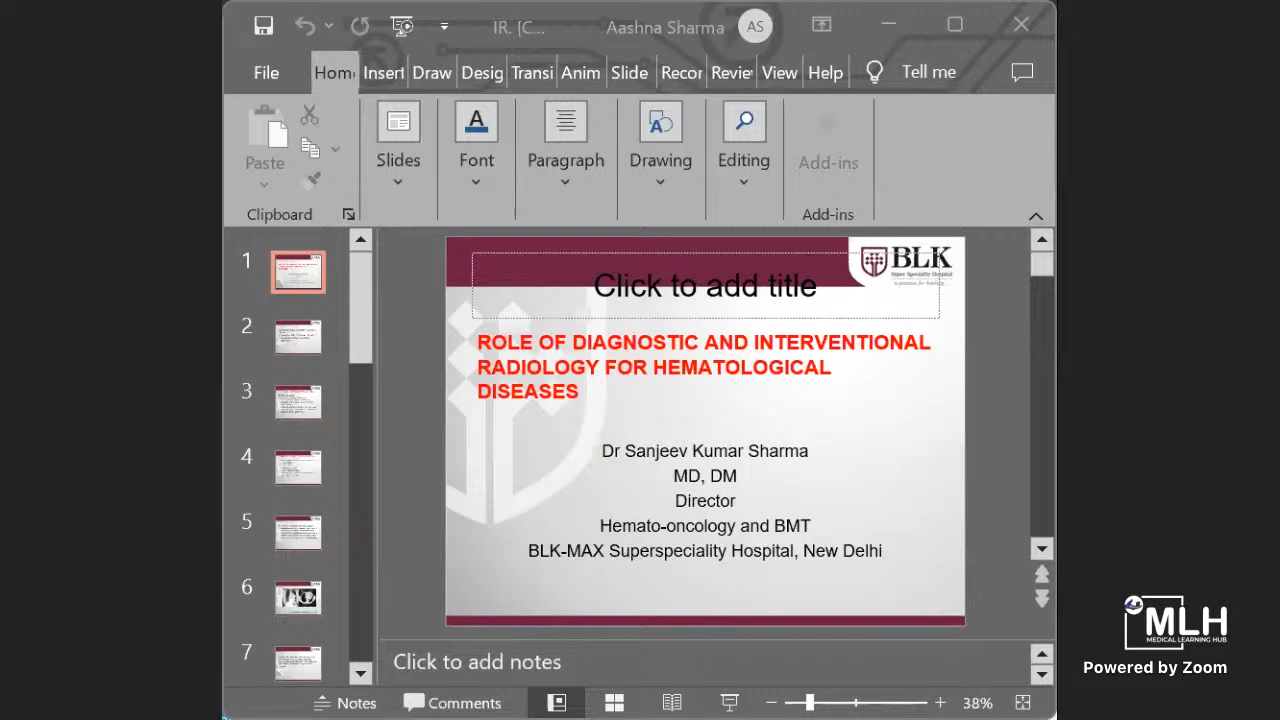 IR. [C...
Aashna Sharma
AS
File
Home
Insert
Draw
Desig
Transi
Anim
Slide
Recor
Revie
View
Help
Tell me
Paste
Slides
Font
Paragraph
Drawing
Editing
Add-ins
Clipboard
Add-ins
1
2
3
4
5
6
7
BLK
Super Speciality Hospital
Click to add title
ROLE OF DIAGNOSTIC AND INTERVENTIONAL
RADIOLOGY FOR HEMATOLOGICAL
DISEASES
Dr Sanjeev Kumar Sharma
MD, DM
Director
Hemato-oncology and BMT
BLK-MAX Superspeciality Hospital, New Delhi
Click to add notes
Notes
Comments
38%
MLH
MEDICAL LEARNING HUB
Powered by Zoom